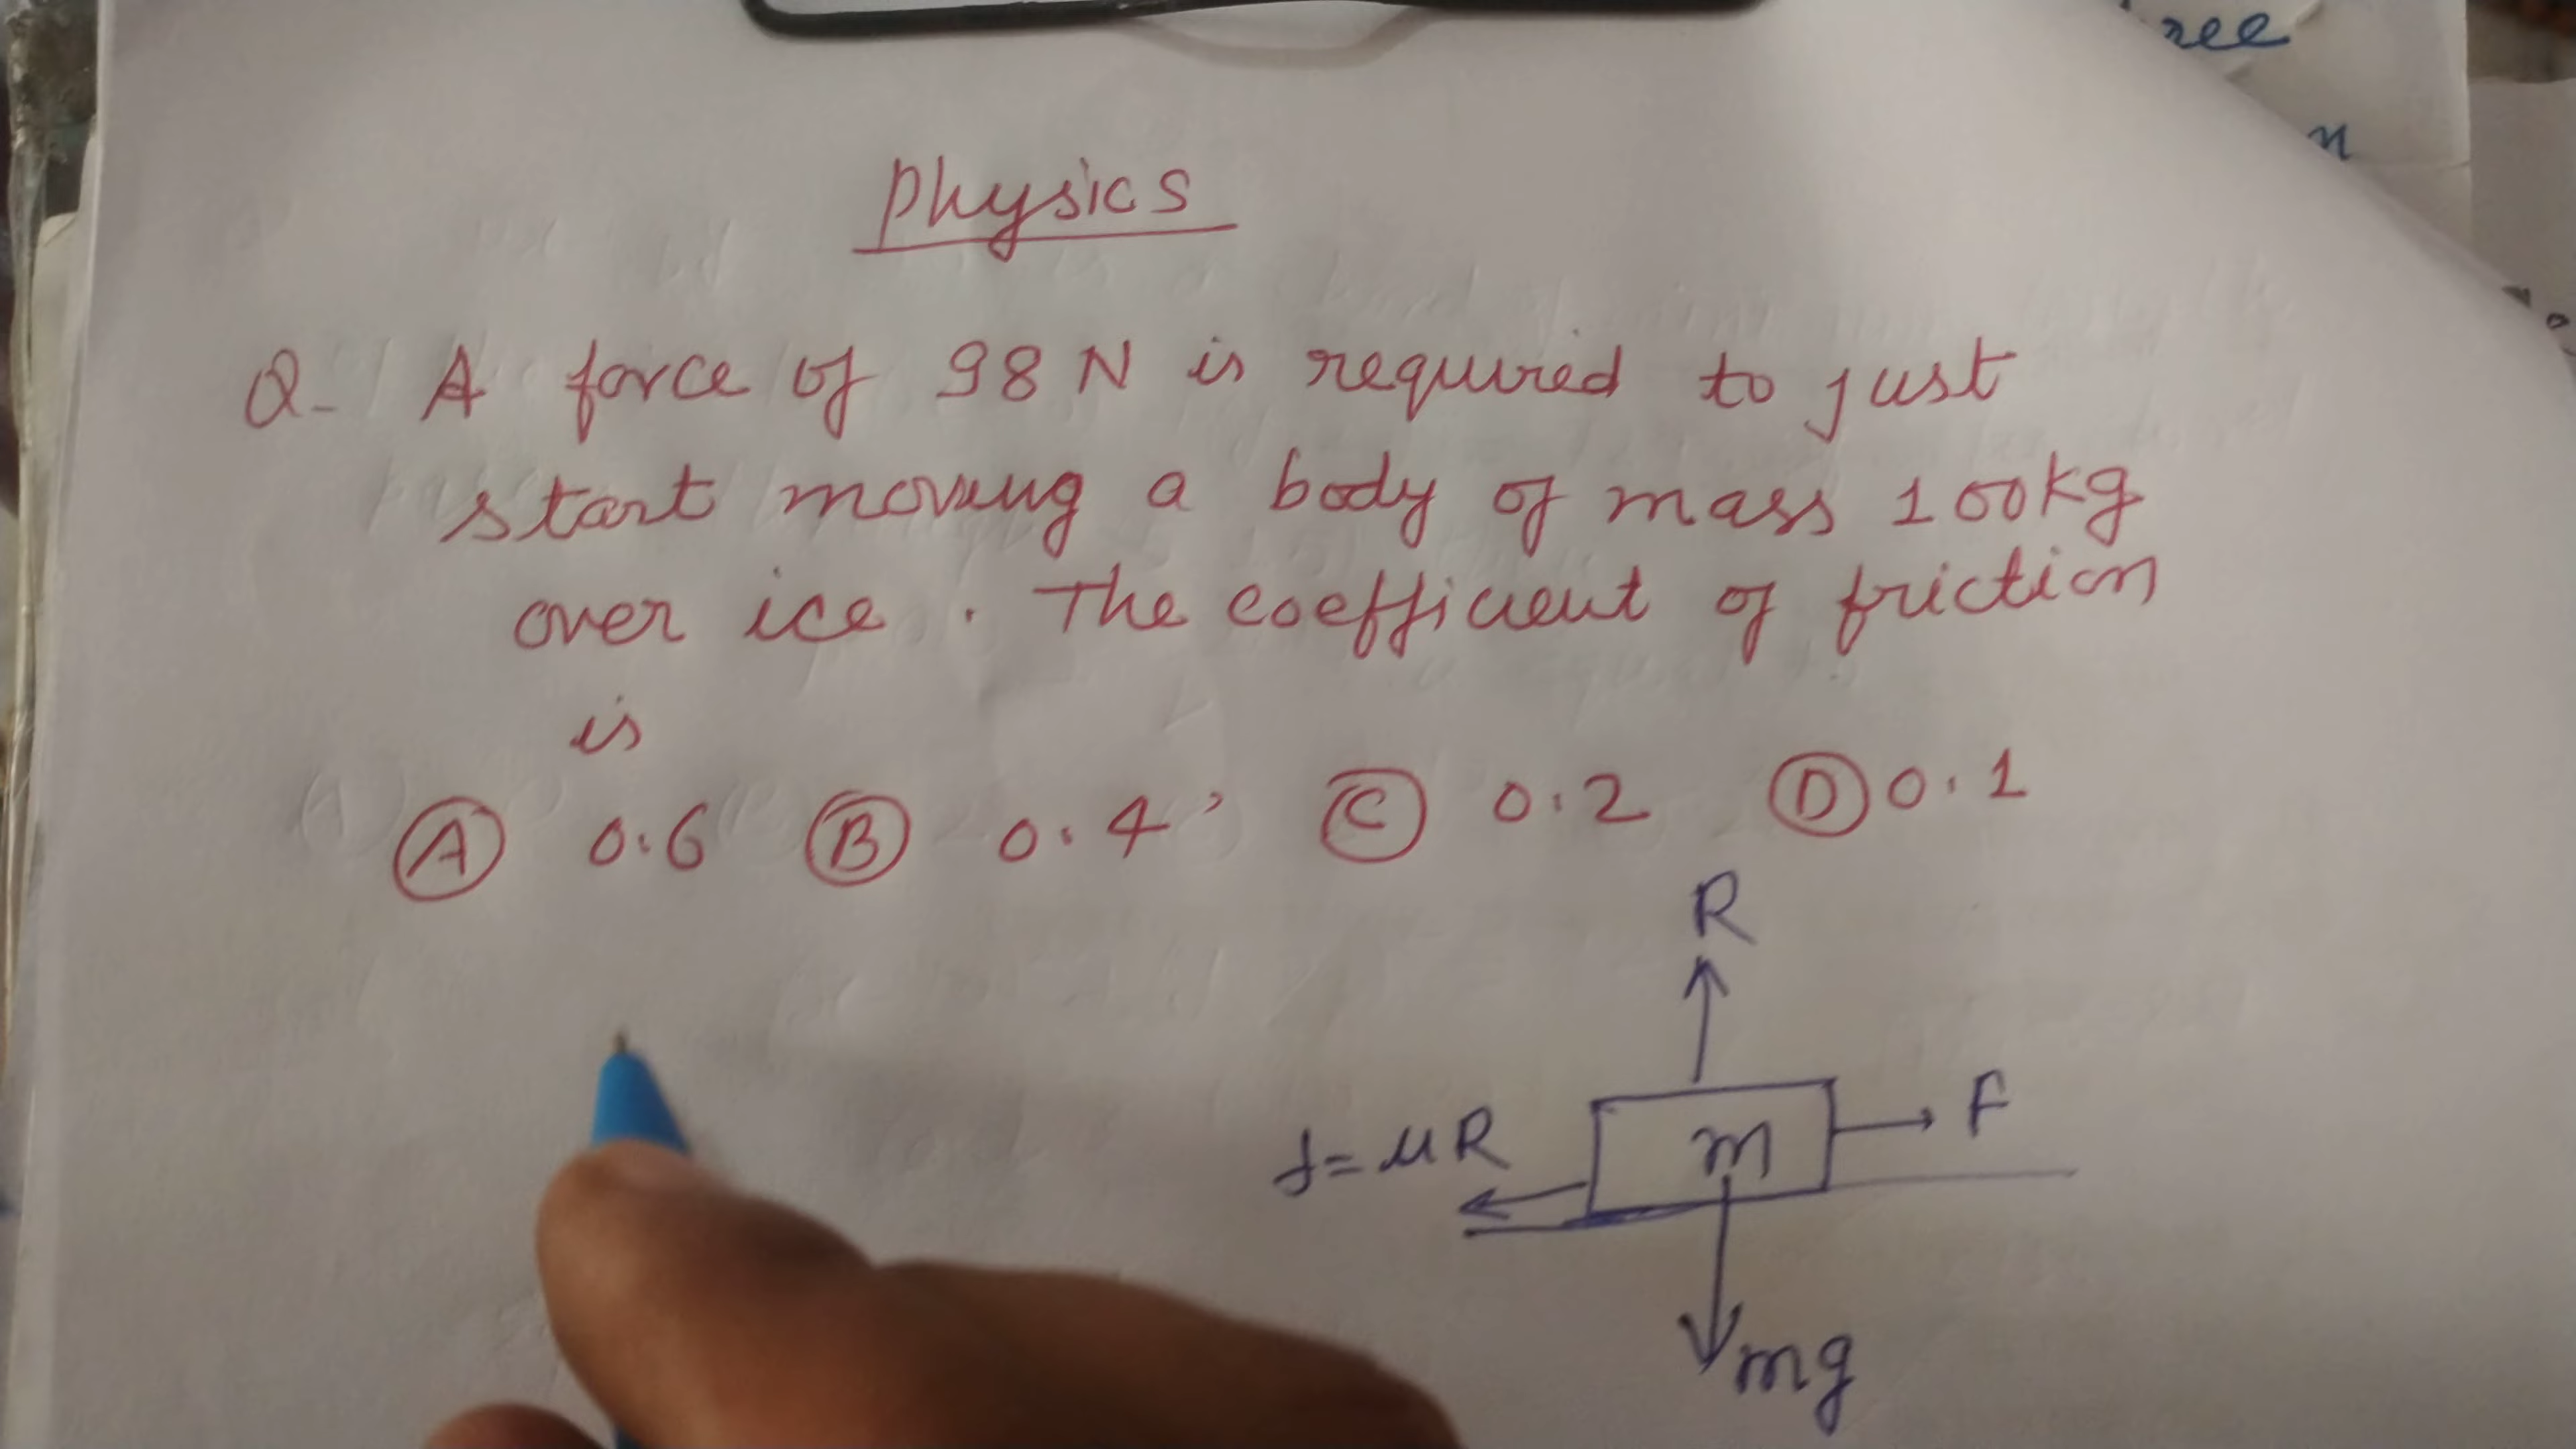 ree
n
Physics
Q. A force of 98 N is required to just
start moving a body of mass 100kg
over ice. The coefficient of friction
is
(A) 0.6 (B) 0.4 (C) 0.2 (D) 0.1
R
f = μR
m
F
mg